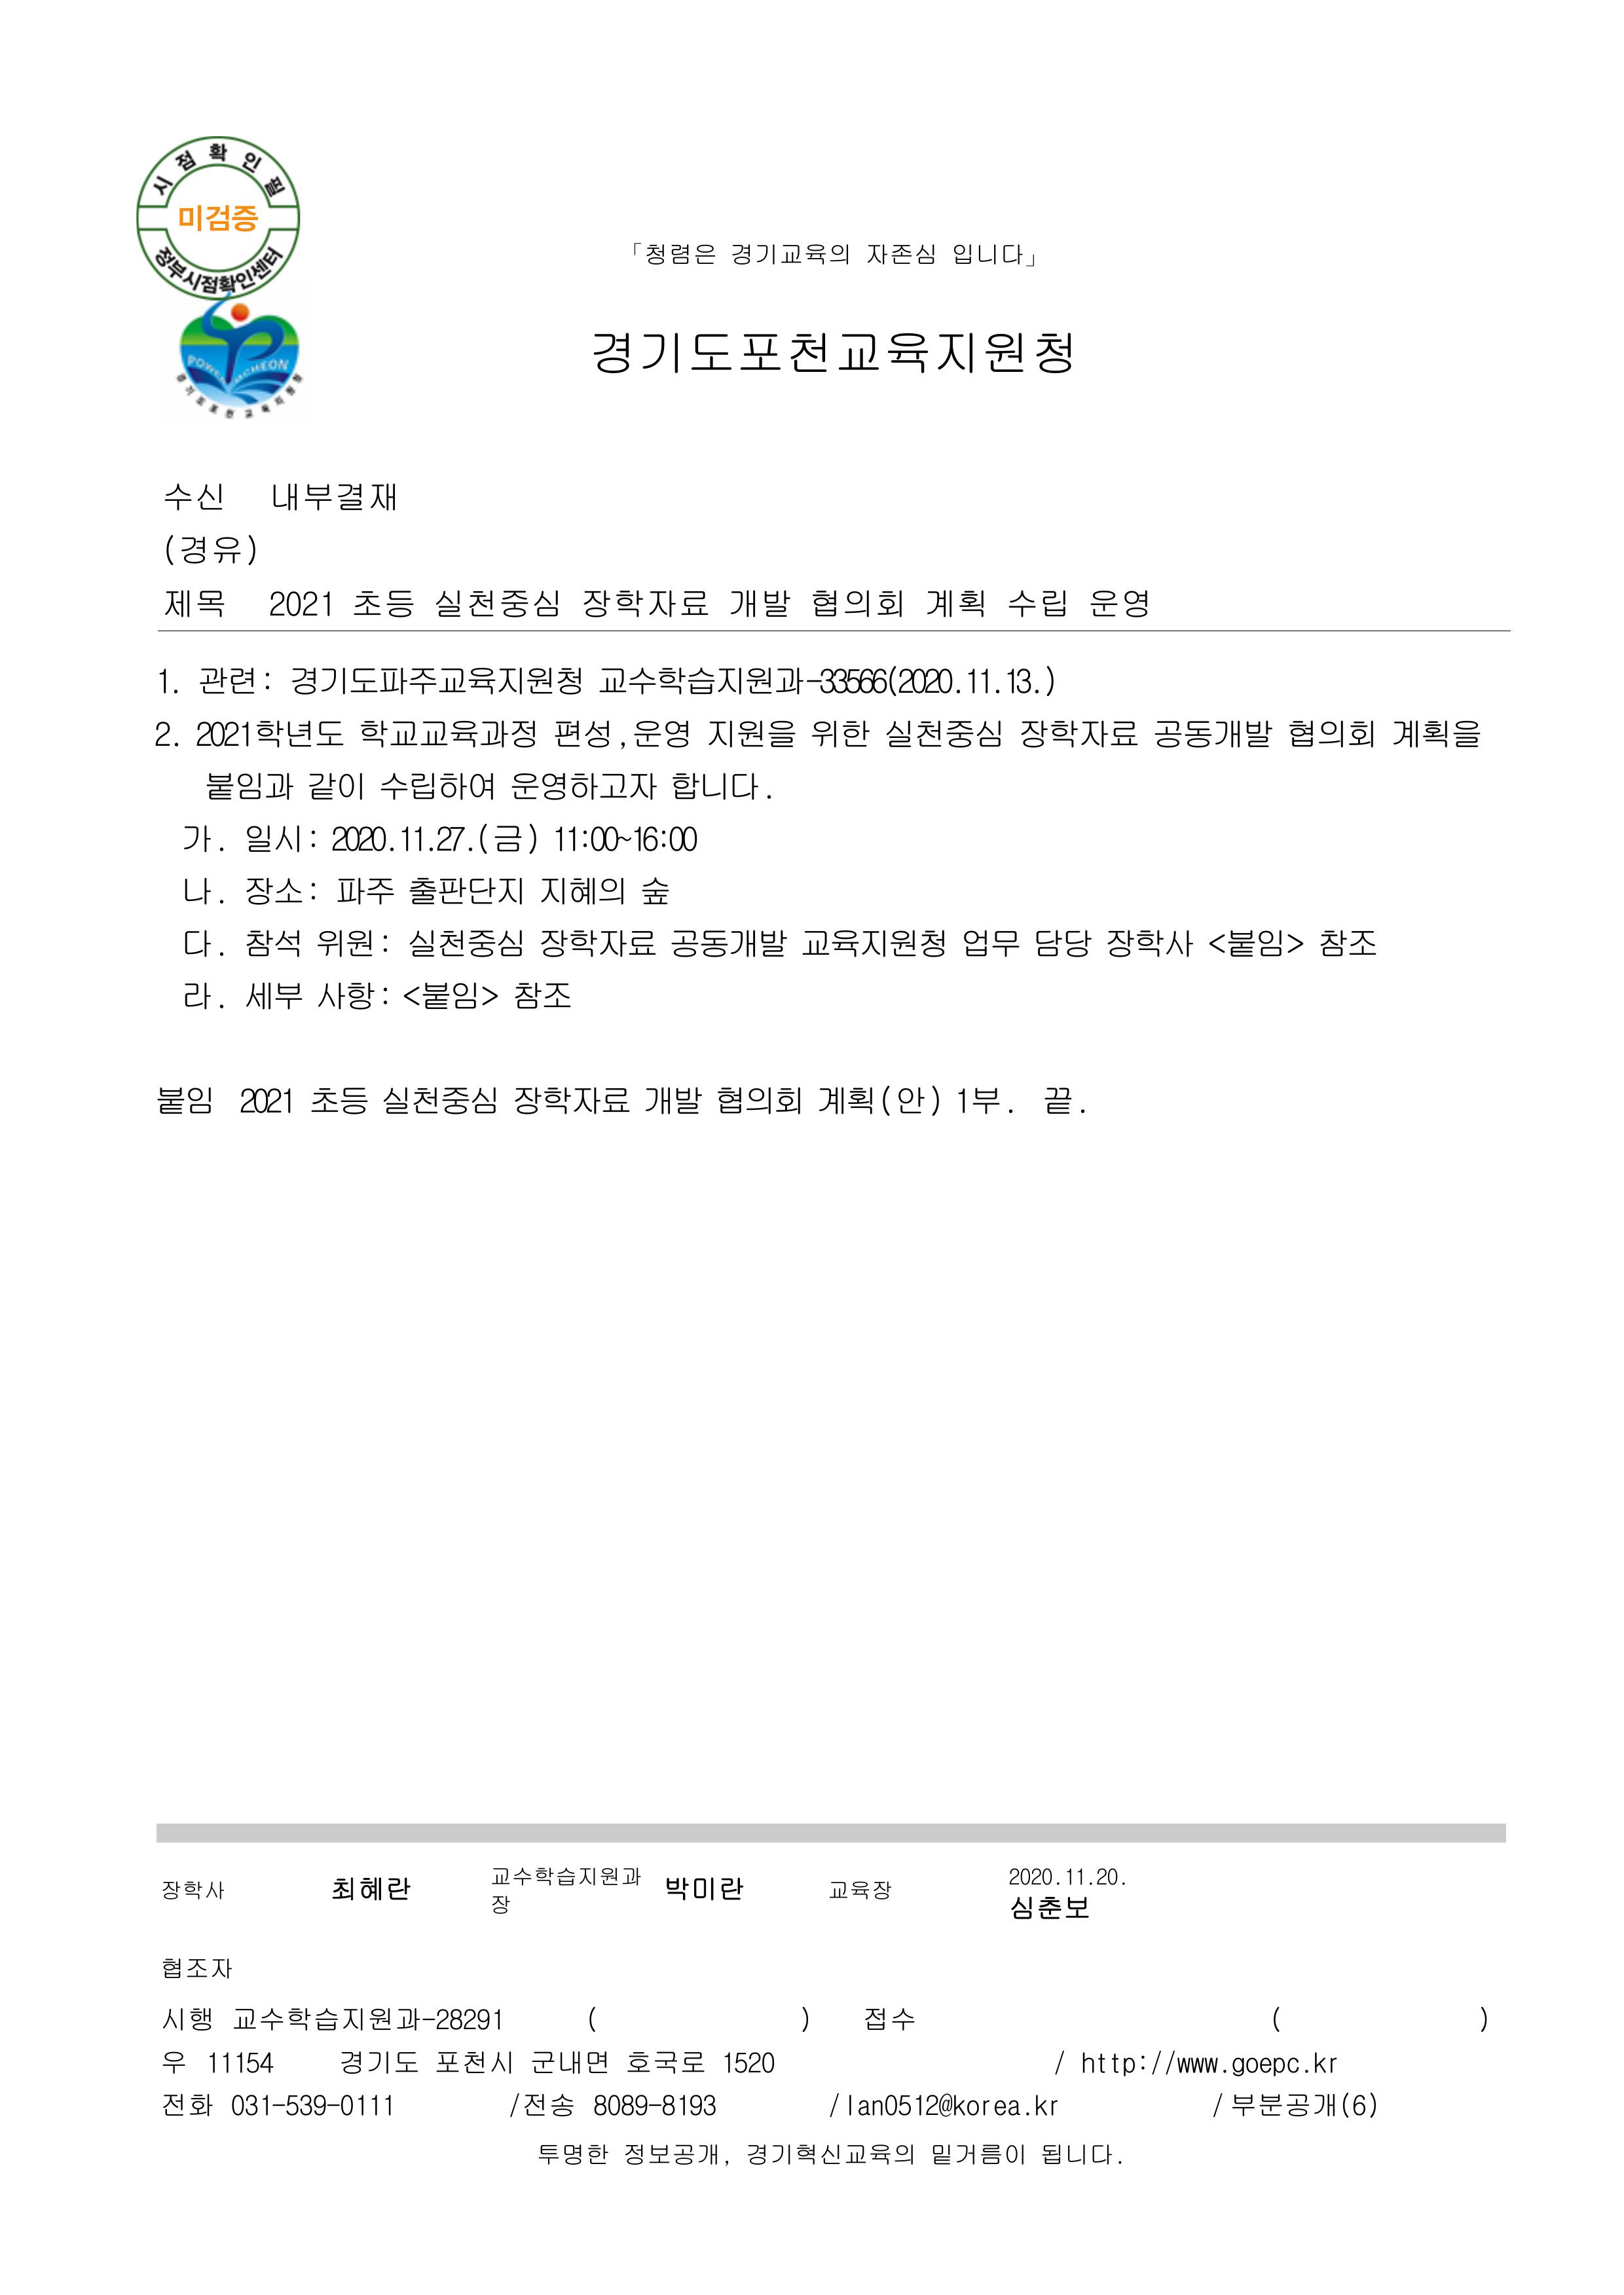 시점확인필
미검증
정부시점확인센터
「청렴은 경기교육의 자존심 입니다」
경기도포천교육지원청
경기도포천교육지원청
수신 내부결재
(경유)
제목 2021 초등 실천중심 장학자료 개발 협의회 계획 수립 운영
1. 관련: 경기도파주교육지원청 교수학습지원과-33566(2020.11.13.)
2. 2021학년도 학교교육과정 편성,운영 지원을 위한 실천중심 장학자료 공동개발 협의회 계획을
붙임과 같이 수립하여 운영하고자 합니다.
가. 일시: 2020.11.27.(금) 11:00~16:00
나. 장소: 파주 출판단지 지혜의 숲
다. 참석 위원: 실천중심 장학자료 공동개발 교육지원청 업무 담당 장학사 <붙임> 참조
라. 세부 사항: <붙임> 참조
붙임 2021 초등 실천중심 장학자료 개발 협의회 계획(안) 1부. 끝.
장학사 최혜란 교수학습지원과장 박미란 교육장 2020.11.20. 심춘보
협조자
시행 교수학습지원과-28291 ( ) 접수 ( )
우 11154 경기도 포천시 군내면 호국로 1520 / http://www.goepc.kr
전화 031-539-0111 /전송 8089-8193 /lan0512@korea.kr /부분공개(6)
투명한 정보공개, 경기혁신교육의 밑거름이 됩니다.